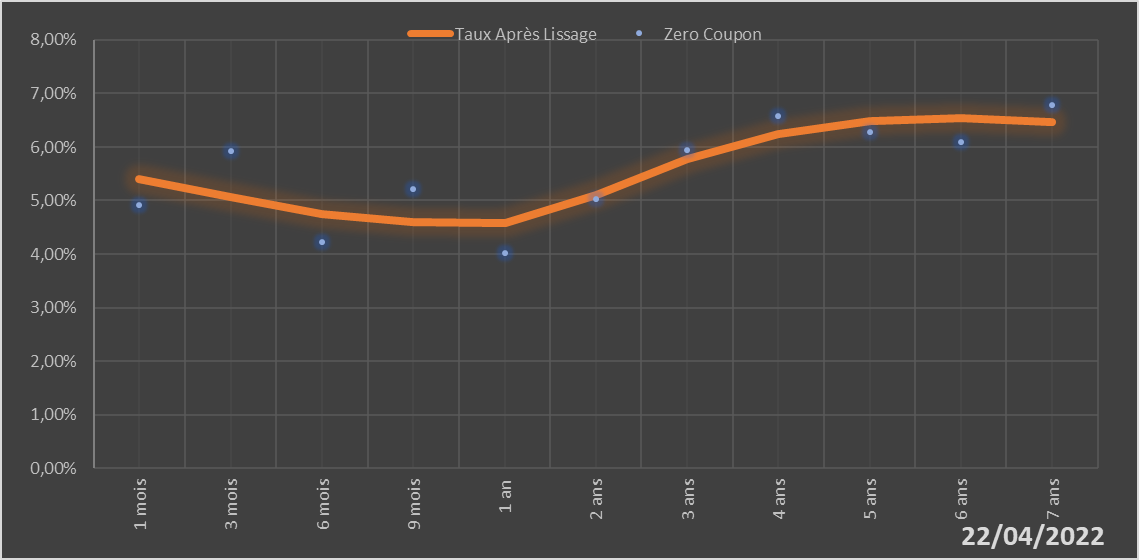 Taux Après Lissage
Zero Coupon
8,00%
7,00%
6,00%
5,00%
4,00%
3,00%
2,00%
1,00%
0,00%
1 mois
3 mois
6 mois
9 mois
1 an
2 ans
3 ans
4 ans
5 ans
6 ans
7 ans
22/04/2022